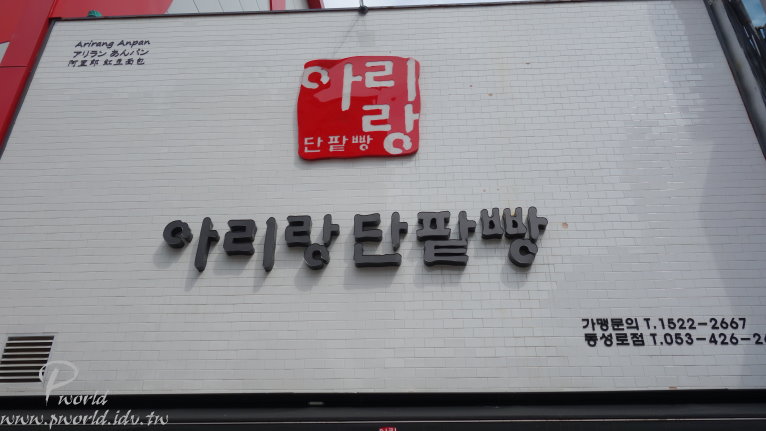 Arirang Anpan
アリラン あんパン
阿里郎 紅豆面包
아리
랑
단팥빵
아리랑단팥빵
가맹문의 T.1522-2667
동성로점 T.053-426-2
P world
www.pworld.idv.tw